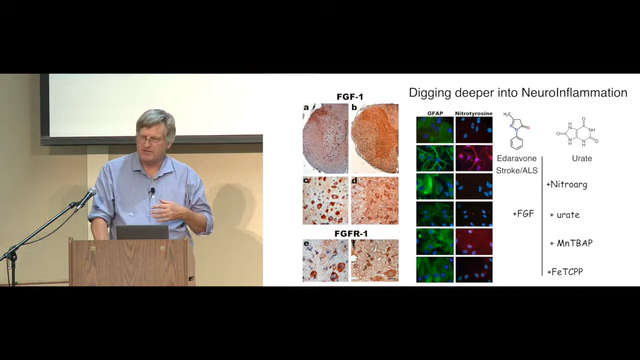 Digging deeper into NeuroInflammation
FGF-1
a
b
c
d
FGFR-1
e
f
GFAP
Nitrotyrosine
H₃C
O
N
Edaravone
Stroke/ALS
Urate
+Nitroarg
+FGF
+ urate
+ MnTBAP
+FeTCPP